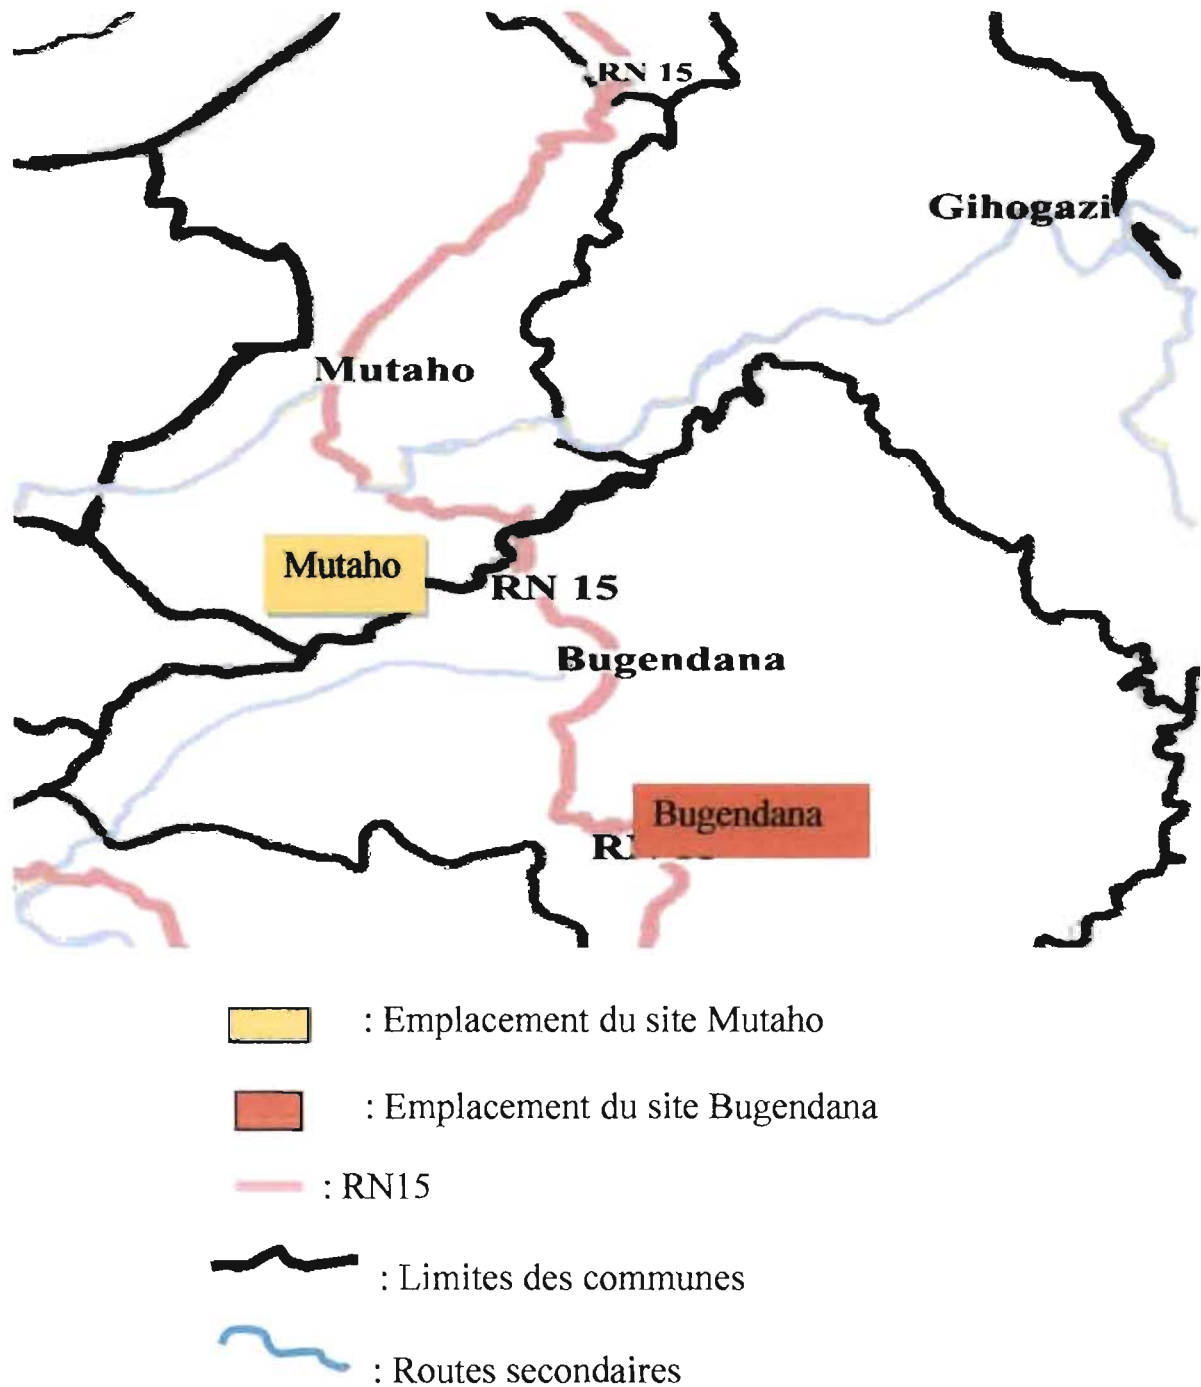 RN 15
Gihogazi
Mutaho
Mutaho
RN 15
Bugendana
Bugendana
: Emplacement du site Mutaho
: Emplacement du site Bugendana
: RN15
: Limites des communes
: Routes secondaires